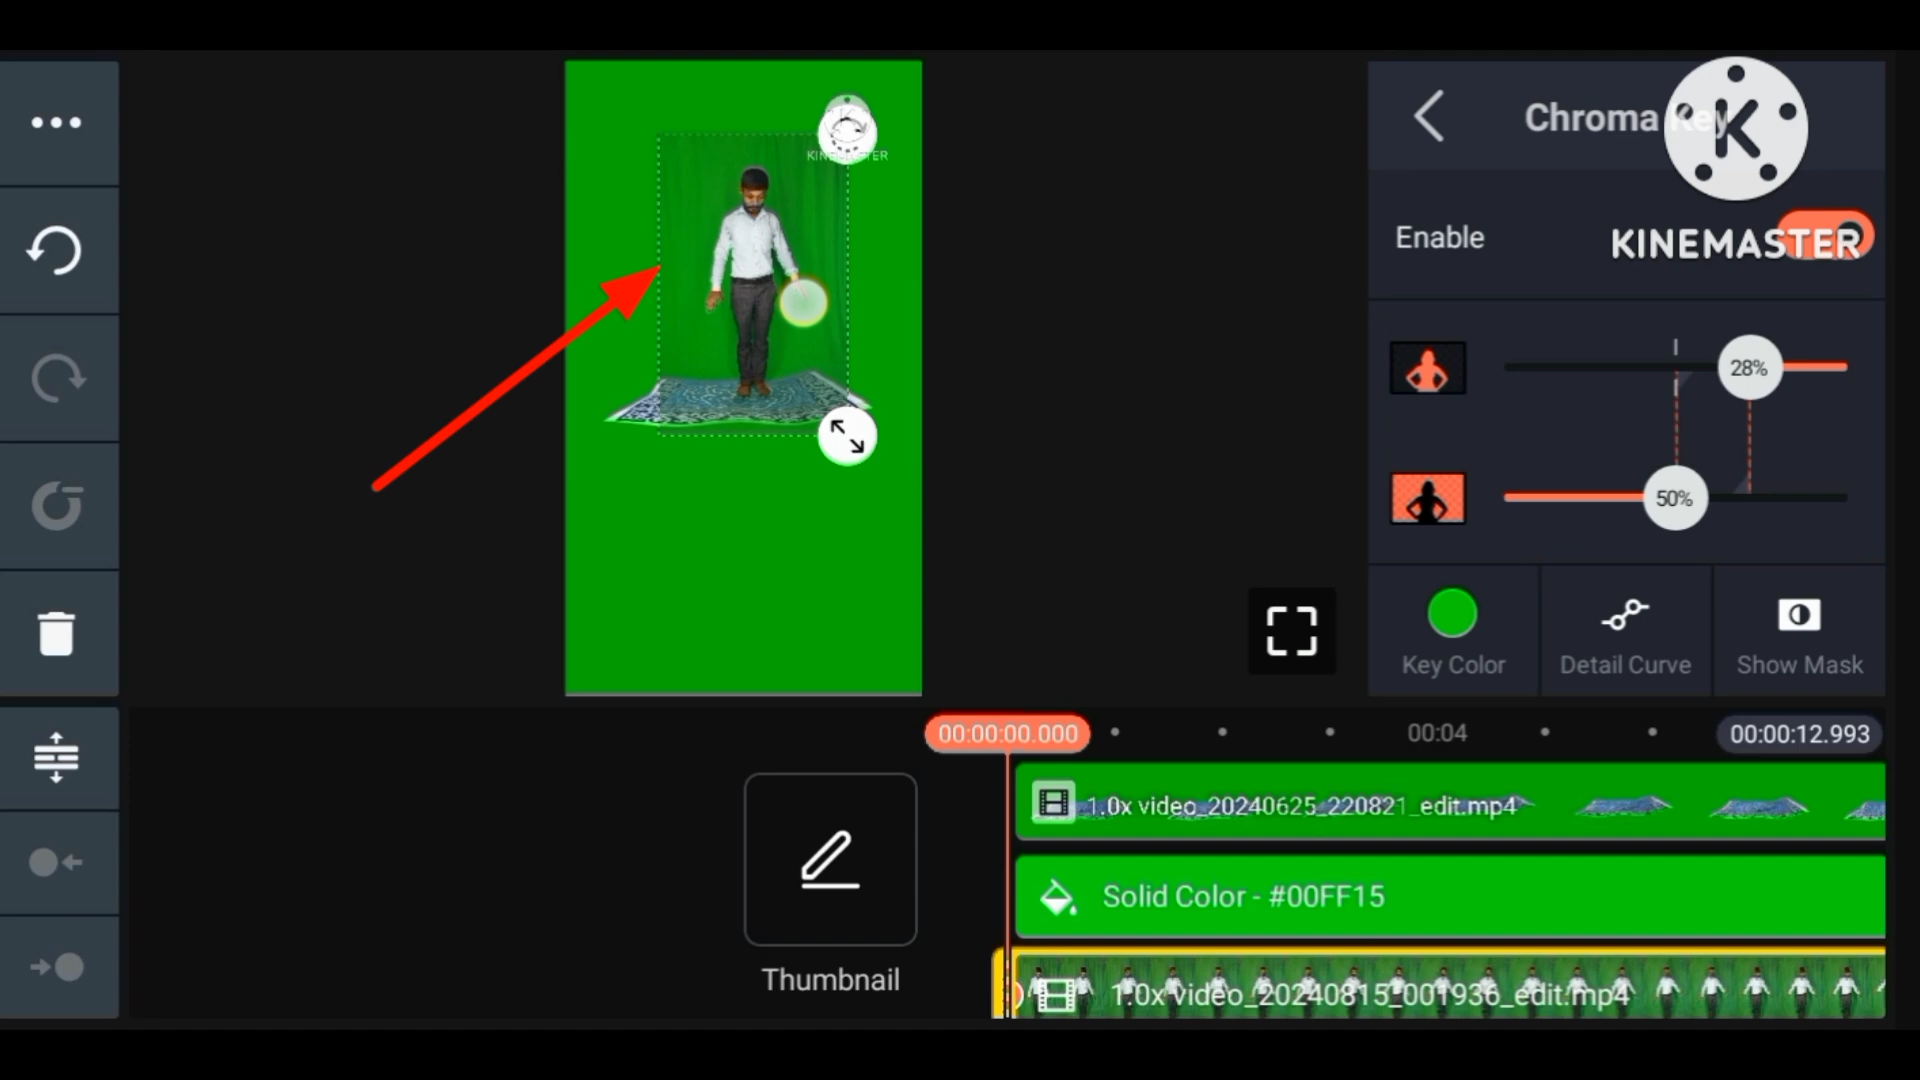 Chroma Key
KINEMASTER
Enable
KINEMASTER
28%
50%
Key Color
Detail Curve
Show Mask
00:00:00.000
00:04
00:00:12.993
1.0x video_20240625_220821_edit.mp4
Solid Color - #00FF15
Thumbnail
1.0x video_20240815_001936_edit.mp4